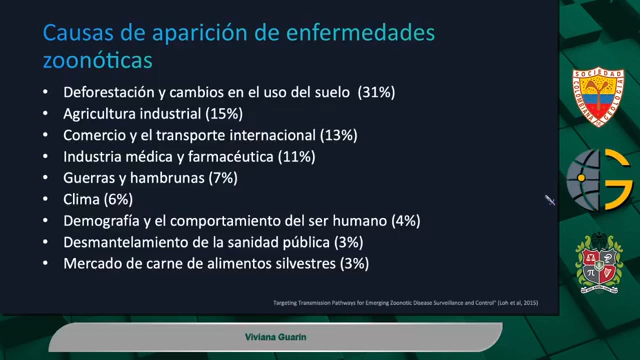 Causas de aparición de enfermedades
zoonóticas
• Deforestación y cambios en el uso del suelo (31%)
• Agricultura industrial (15%)
• Comercio y el transporte internacional (13%)
• Industria médica y farmacéutica (11%)
• Guerras y hambrunas (7%)
• Clima (6%)
• Demografía y el comportamiento del ser humano (4%)
• Desmantelamiento de la sanidad pública (3%)
• Mercado de carne de alimentos silvestres (3%)
Targeting Transmission Pathways for Emerging Zoonotic Disease Surveillance and Control" (Loh et al, 2015)
Viviana Guarín
SOCIEDAD